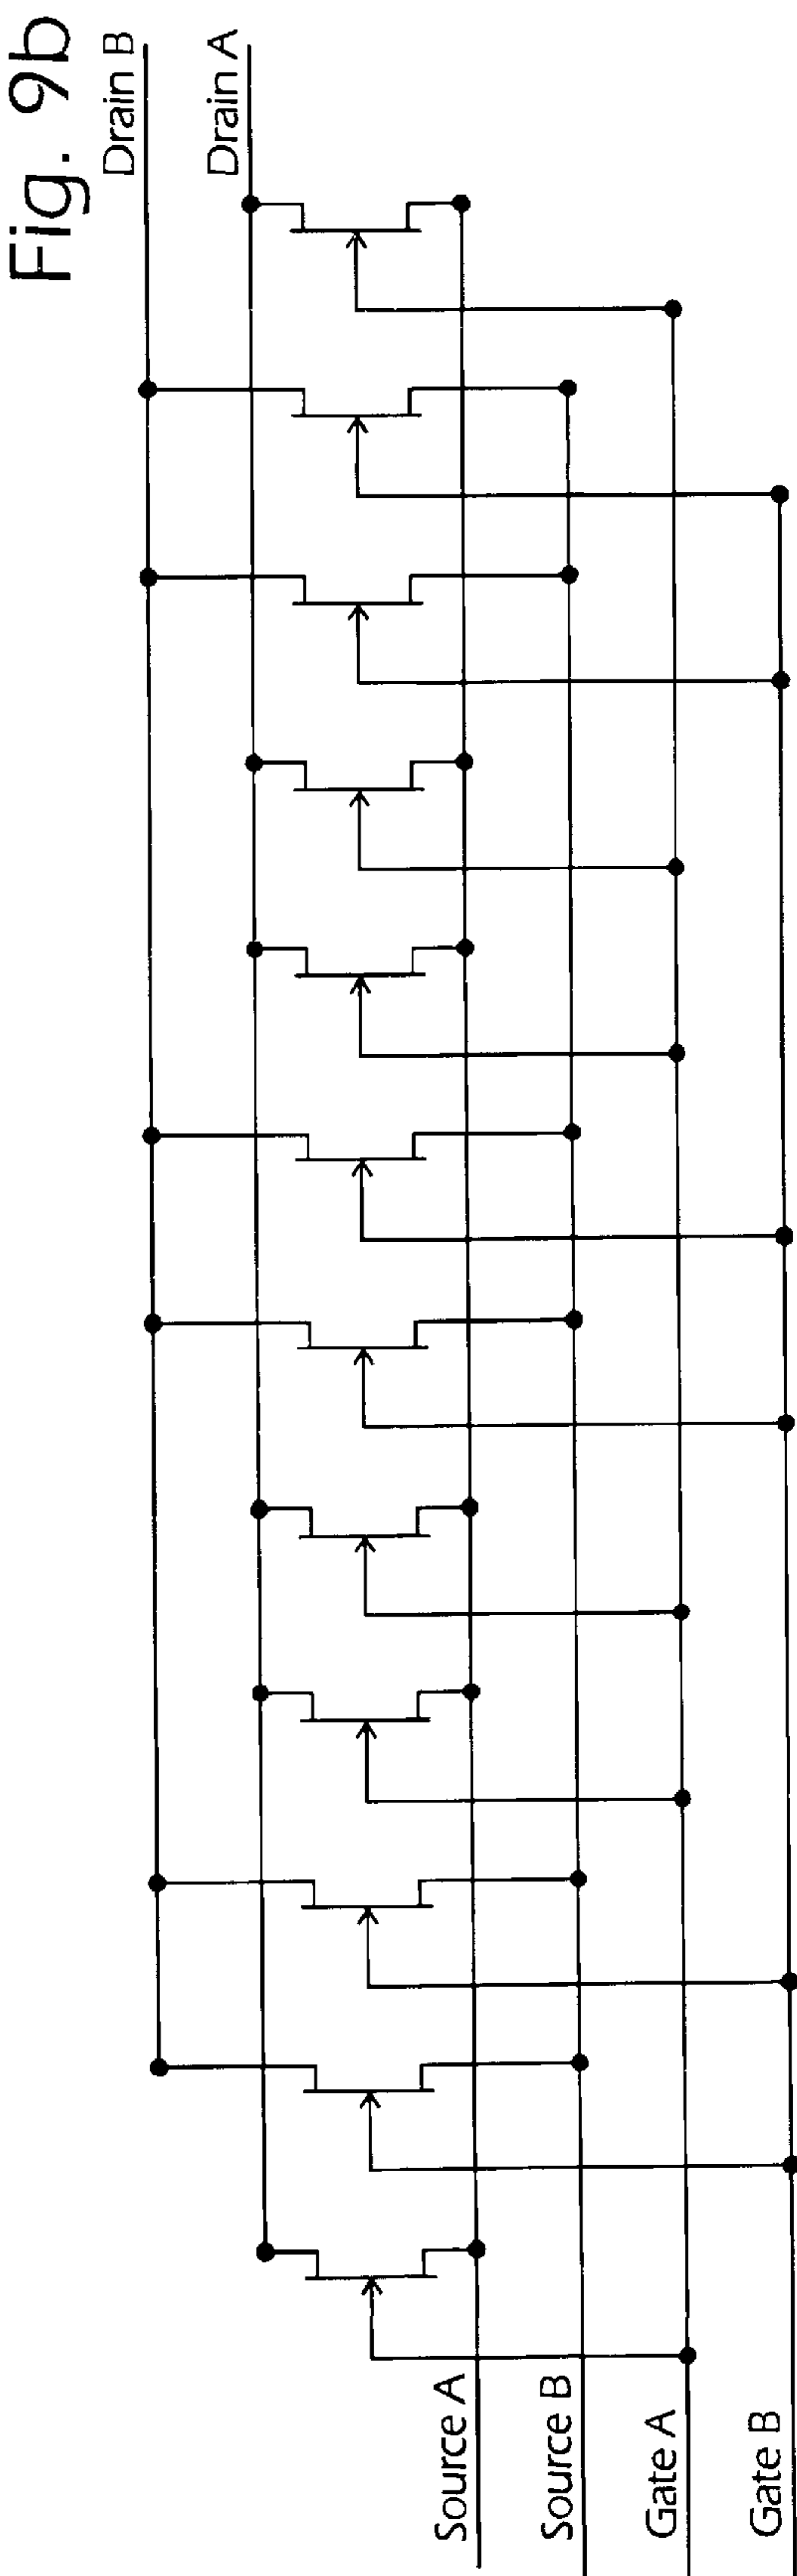 Fig. 9b
Drain B
Drain A
Source A
Source B
Gate A
Gate B